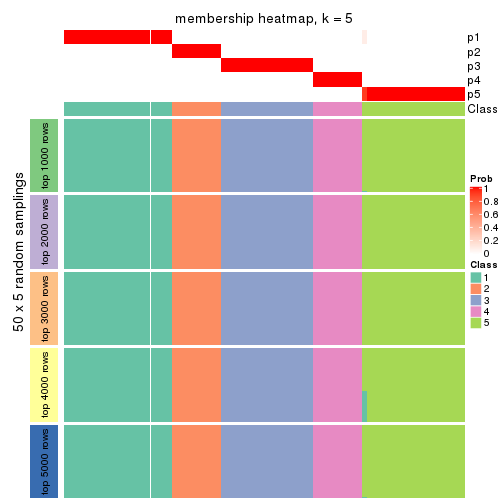 membership heatmap, k = 5
p1
p2
p3
p4
p5
Class
50 x 5 random samplings
top 1000 rows
top 2000 rows
top 3000 rows
top 4000 rows
top 5000 rows
Prob
1
0.8
0.6
0.4
0.2
0
Class
1
2
3
4
5